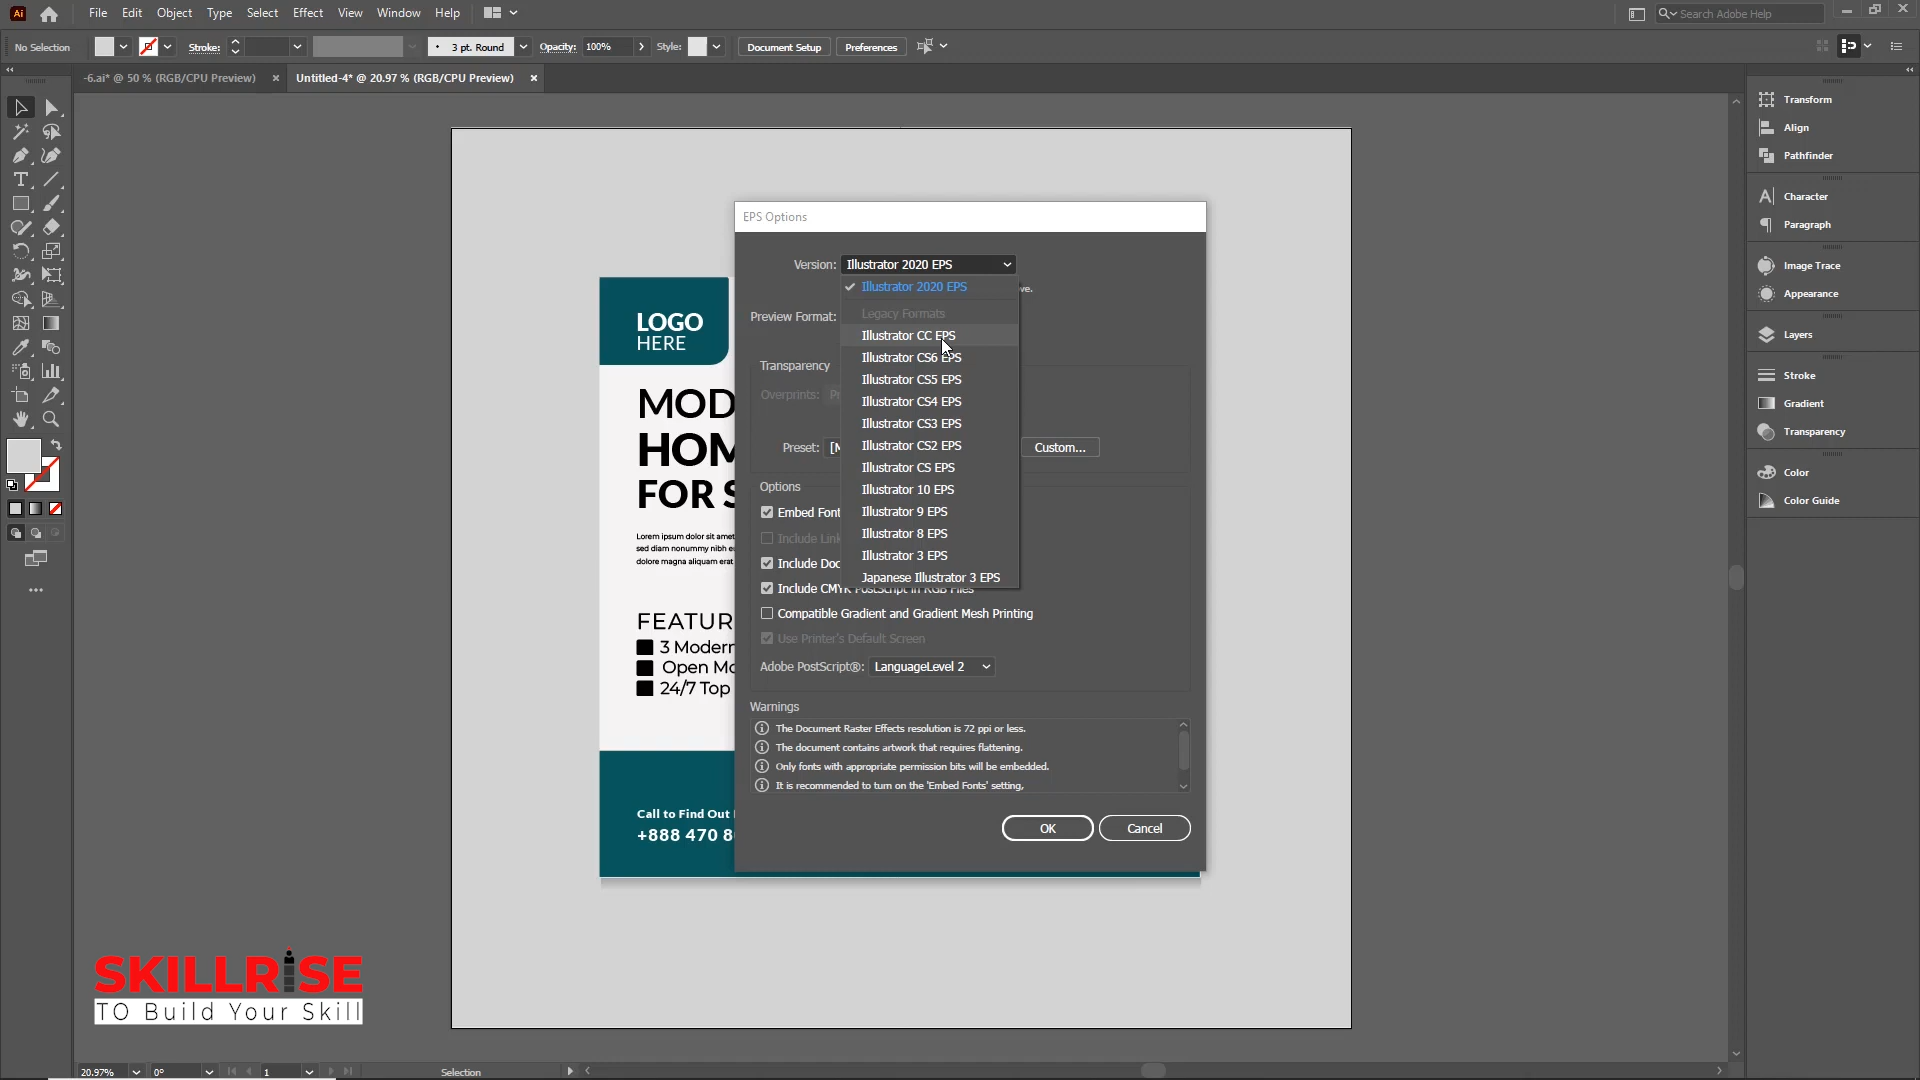 Ai File Edit Object Type Select Effect View Window Help Search Adobe Help
No Selection Stroke: 3 pt. Round Opacity: 100% Style: Document Setup Preferences
-6.ai* @ 50 % (RGB/CPU Preview) × Untitled-4* @ 20.97 % (RGB/CPU Preview) ×
Transform
Align
Pathfinder
Character
Paragraph
Image Trace
Appearance
Layers
Stroke
Gradient
Transparency
Color
Color Guide
EPS Options
Version: Illustrator 2020 EPS
Illustrator 2020 EPS
ve.
Legacy Formats
Preview Format:
Illustrator CC EPS
Illustrator CS6 EPS
Transparency
Illustrator CS5 EPS
Overprints: Pr
Illustrator CS4 EPS
Illustrator CS3 EPS
Preset: [N Illustrator CS2 EPS Custom...
Illustrator CS EPS
Options
Illustrator 10 EPS
Embed Font Illustrator 9 EPS
Include Link Illustrator 8 EPS
Include Doc Illustrator 3 EPS
Japanese Illustrator 3 EPS
Include CMYK PostScript in RGB Files
Compatible Gradient and Gradient Mesh Printing
Use Printer's Default Screen
Adobe PostScript®: LanguageLevel 2
Warnings
The Document Raster Effects resolution is 72 ppi or less.
The document contains artwork that requires flattening.
Only fonts with appropriate permission bits will be embedded.
It is recommended to turn on the 'Embed Fonts' setting,
OK Cancel
LOGO
HERE
MOD
HOM
FOR S
Lorem ipsum dolor sit amet
sed diam nonummy nibh e
dolore magna aliquam erat
FEATUR
3 Modern
Open Mo
24/7 Top
Call to Find Out
+888 470 8
SKILLRISE
TO Build Your Skill
20.97% 0° 1 Selection